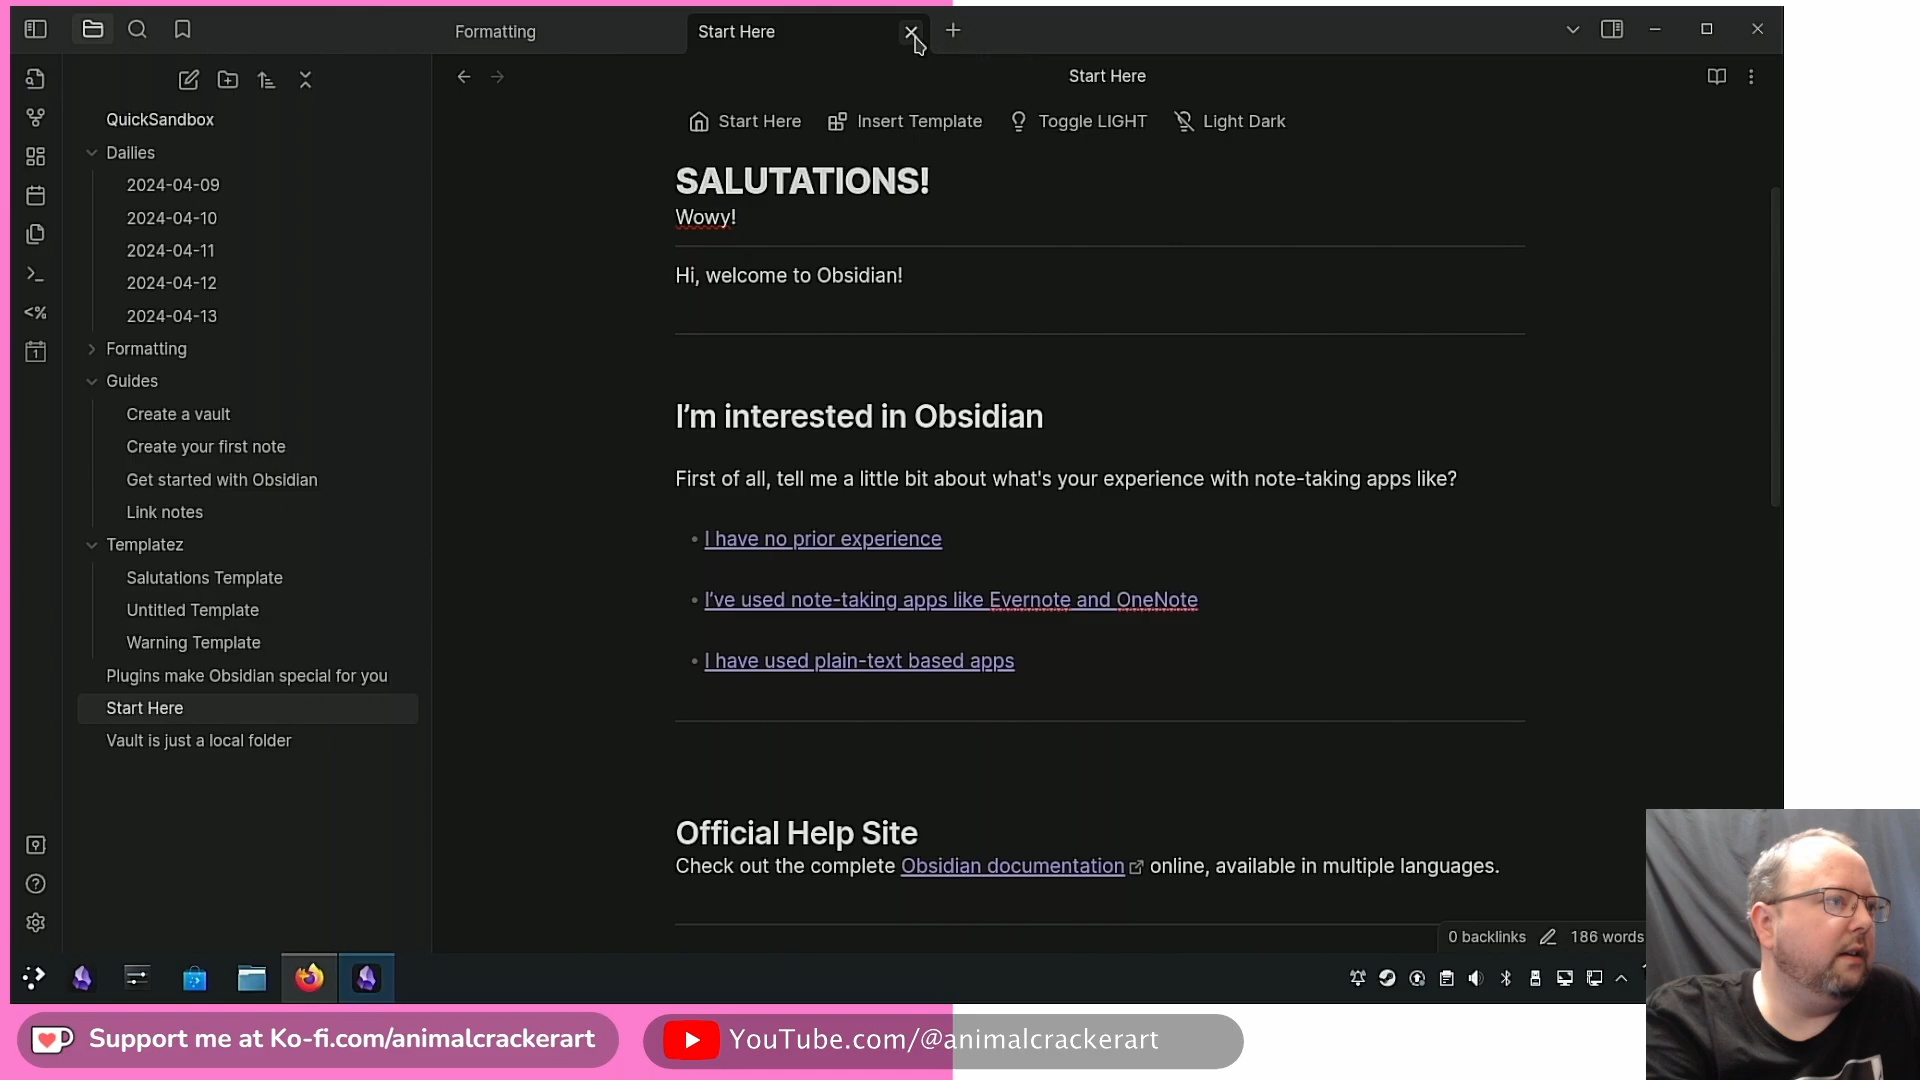 Formatting
Start Here
Start Here
QuickSandbox
Dailies
2024-04-09
2024-04-10
2024-04-11
2024-04-12
2024-04-13
Formatting
Guides
Create a vault
Create your first note
Get started with Obsidian
Link notes
Templatez
Salutations Template
Untitled Template
Warning Template
Plugins make Obsidian special for you
Start Here
Vault is just a local folder
Start Here Insert Template Toggle LIGHT Light Dark
SALUTATIONS!
Wowy!
Hi, welcome to Obsidian!
I'm interested in Obsidian
First of all, tell me a little bit about what's your experience with note-taking apps like?
• I have no prior experience
• I've used note-taking apps like Evernote and OneNote
• I have used plain-text based apps
Official Help Site
Check out the complete Obsidian documentation online, available in multiple languages.
0 backlinks 186 words
Support me at Ko-fi.com/animalcrackerart
YouTube.com/@animalcrackerart